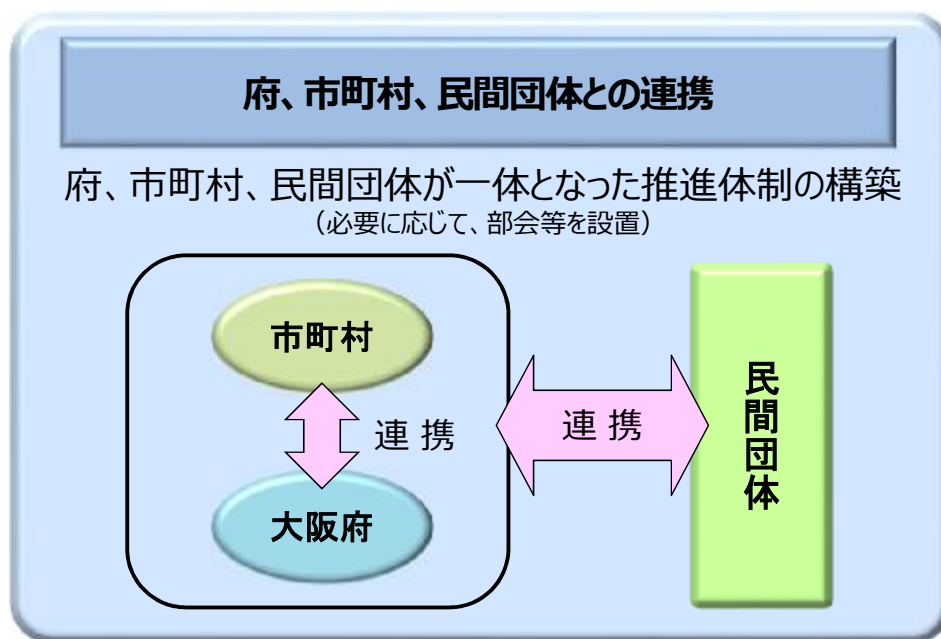 府、市町村、民間団体との連携
府、市町村、民間団体が一体となった推進体制の構築
（必要に応じて、部会等を設置）
市町村
連 携
大阪府
連 携
民間団体